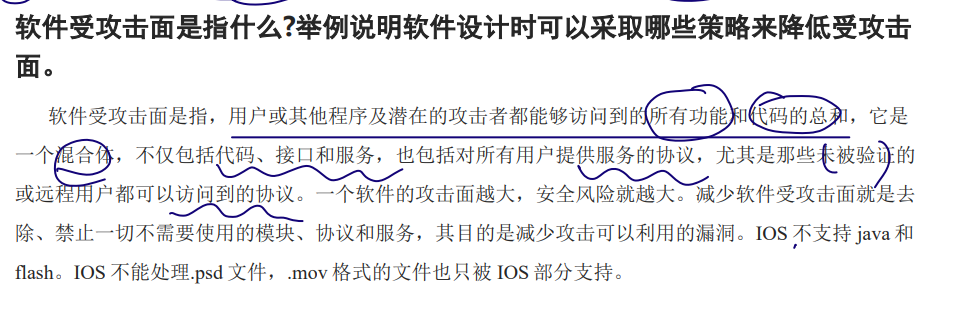 软件受攻击面是指什么?举例说明软件设计时可以采取哪些策略来降低受攻击
面。
软件受攻击面是指，用户或其他程序及潜在的攻击者都能够访问到的所有功能和代码的总和，它是
一个混合体，不仅包括代码、接口和服务，也包括对所有用户提供服务的协议，尤其是那些未被验证的
或远程用户都可以访问到的协议。一个软件的攻击面越大，安全风险就越大。减少软件受攻击面就是去
除、禁止一切不需要使用的模块、协议和服务，其目的是减少攻击可以利用的漏洞。IOS 不支持 java 和
flash。IOS 不能处理.psd 文件，.mov 格式的文件也只被 IOS 部分支持。